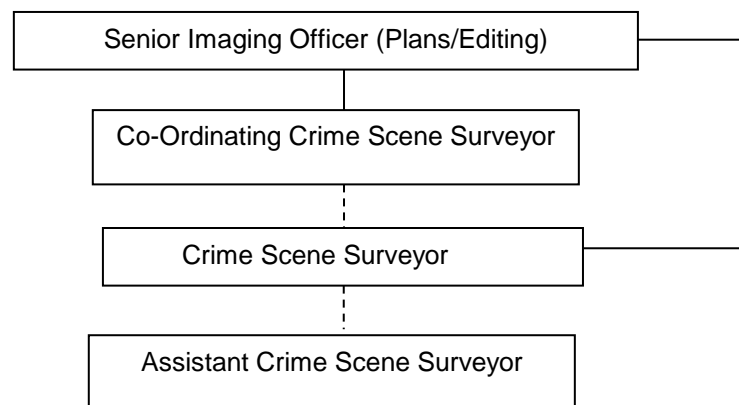 Senior Imaging Officer (Plans/Editing)
Co-Ordinating Crime Scene Surveyor
Crime Scene Surveyor
Assistant Crime Scene Surveyor